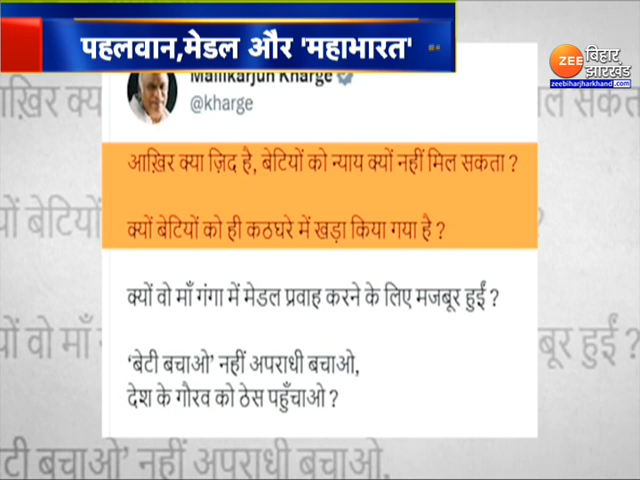 पहलवान,मेडल और 'महाभारत'
ZEE बिहार झारखंड
zeebiharjharkhand.com
Mallikarjun Kharge
@kharge
आख़िर क्या ज़िद है, बेटियों को न्याय क्यों नहीं मिल सकता ?
क्यों बेटियों को ही कठघरे में खड़ा किया गया है ?
क्यों वो माँ गंगा में मेडल प्रवाह करने के लिए मजबूर हुईं ?
‘बेटी बचाओ’ नहीं अपराधी बचाओ,
देश के गौरव को ठेस पहुँचाओ ?